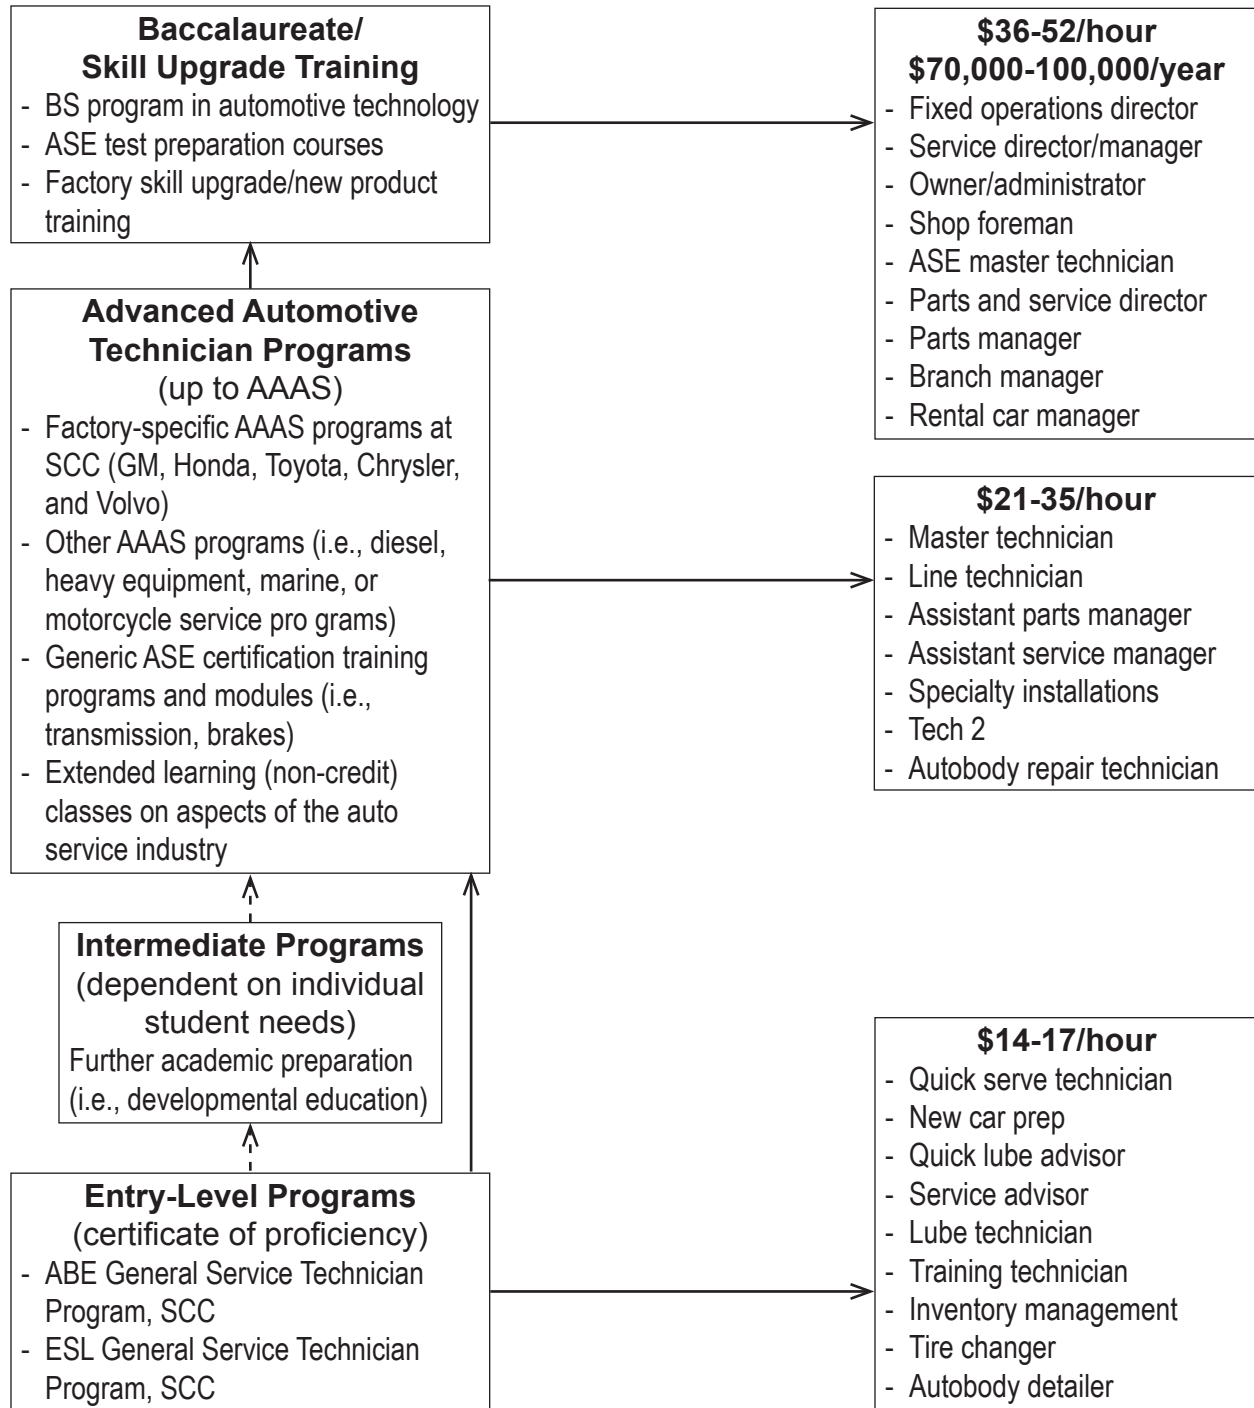 Baccalaureate/
Skill Upgrade Training
- BS program in automotive technology
- ASE test preparation courses
- Factory skill upgrade/new product
training
$36-52/hour
$70,000-100,000/year
- Fixed operations director
- Service director/manager
- Owner/administrator
- Shop foreman
- ASE master technician
- Parts and service director
- Parts manager
- Branch manager
- Rental car manager
Advanced Automotive
Technician Programs
(up to AAAS)
- Factory-specific AAAS programs at
SCC (GM, Honda, Toyota, Chrysler,
and Volvo)
- Other AAAS programs (i.e., diesel,
heavy equipment, marine, or
motorcycle service pro grams)
- Generic ASE certification training
programs and modules (i.e.,
transmission, brakes)
- Extended learning (non-credit)
classes on aspects of the auto
service industry
$21-35/hour
- Master technician
- Line technician
- Assistant parts manager
- Assistant service manager
- Specialty installations
- Tech 2
- Autobody repair technician
Intermediate Programs
(dependent on individual
student needs)
Further academic preparation
(i.e., developmental education)
Entry-Level Programs
(certificate of proficiency)
- ABE General Service Technician
Program, SCC
- ESL General Service Technician
Program, SCC
$14-17/hour
- Quick serve technician
- New car prep
- Quick lube advisor
- Service advisor
- Lube technician
- Training technician
- Inventory management
- Tire changer
- Autobody detailer